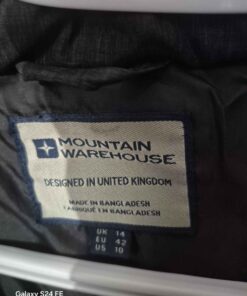 MOUNTAIN
WAREHOUSE
DESIGNED IN UNITED KINGDOM
MADE IN BANGLADESH
FABRIQUÉ EN BANGLADESH
UK 14
EU 42
US 10
Galaxy S24 FE